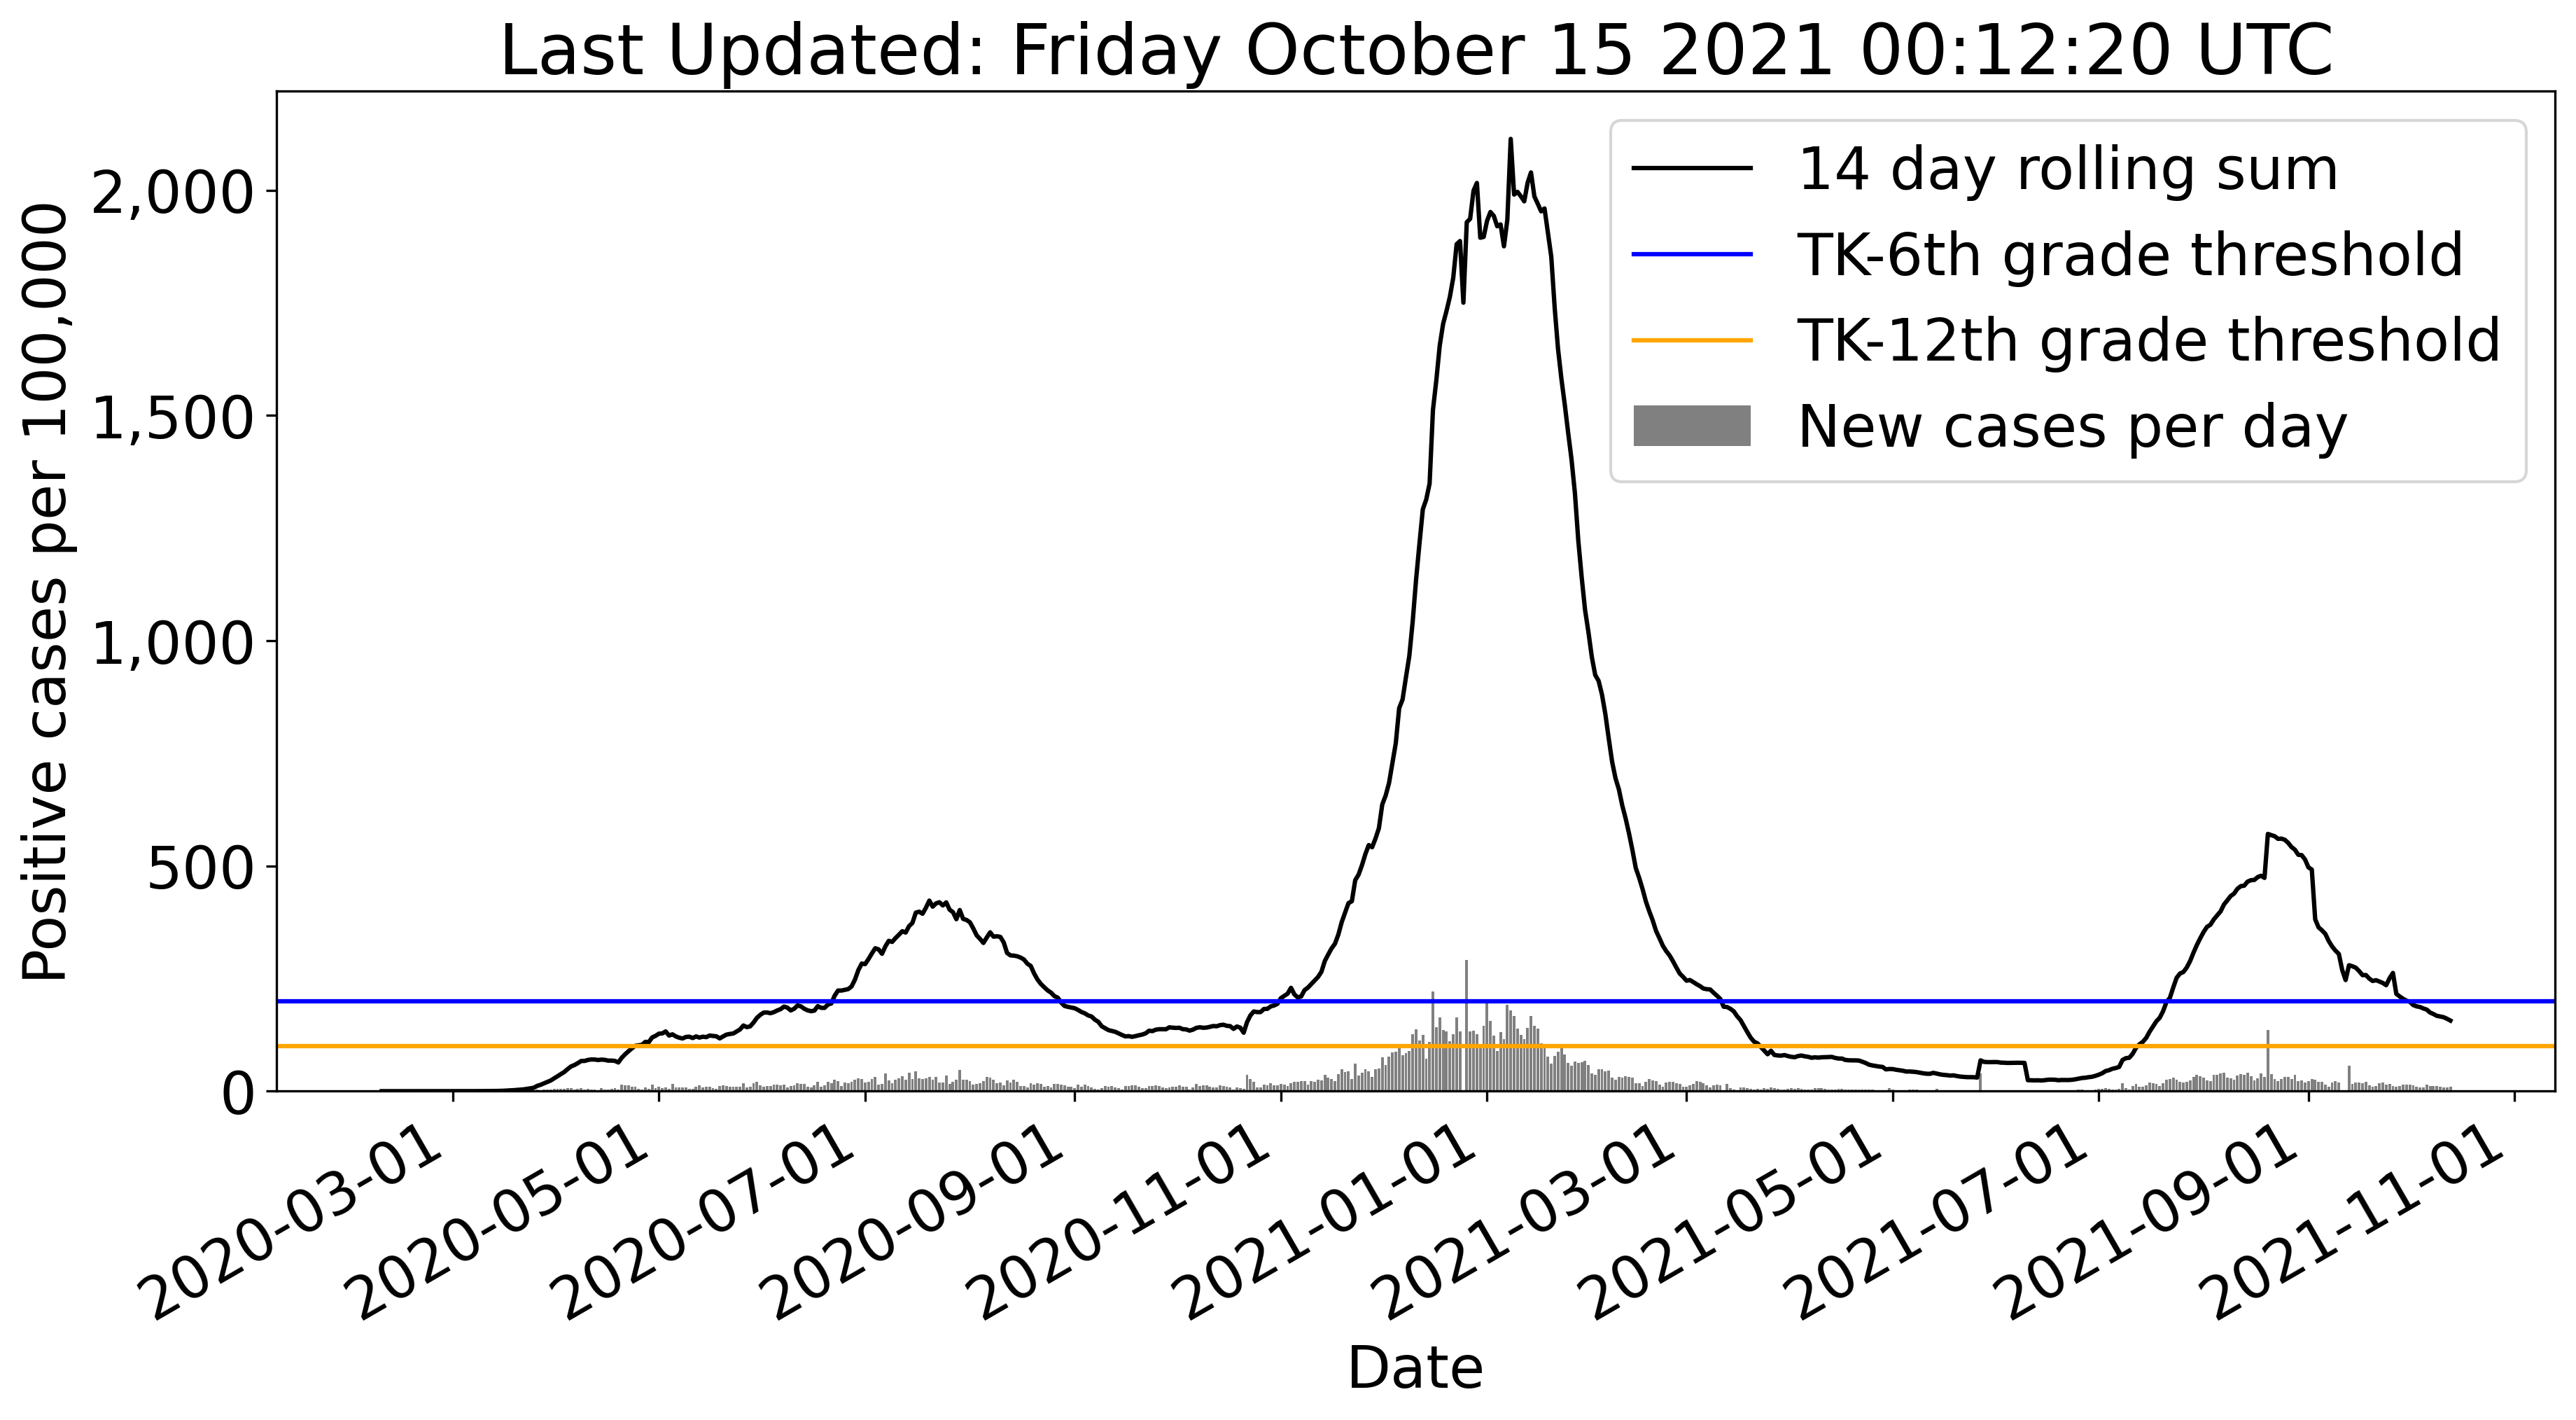 Last Updated: Friday October 15 2021 00:12:20 UTC
Positive cases per 100,000
2,000
1,500
1,000
500
0
14 day rolling sum
TK-6th grade threshold
TK-12th grade threshold
New cases per day
2020-03-01
2020-05-01
2020-07-01
2020-09-01
2020-11-01
2021-01-01
2021-03-01
2021-05-01
2021-07-01
2021-09-01
2021-11-01
Date